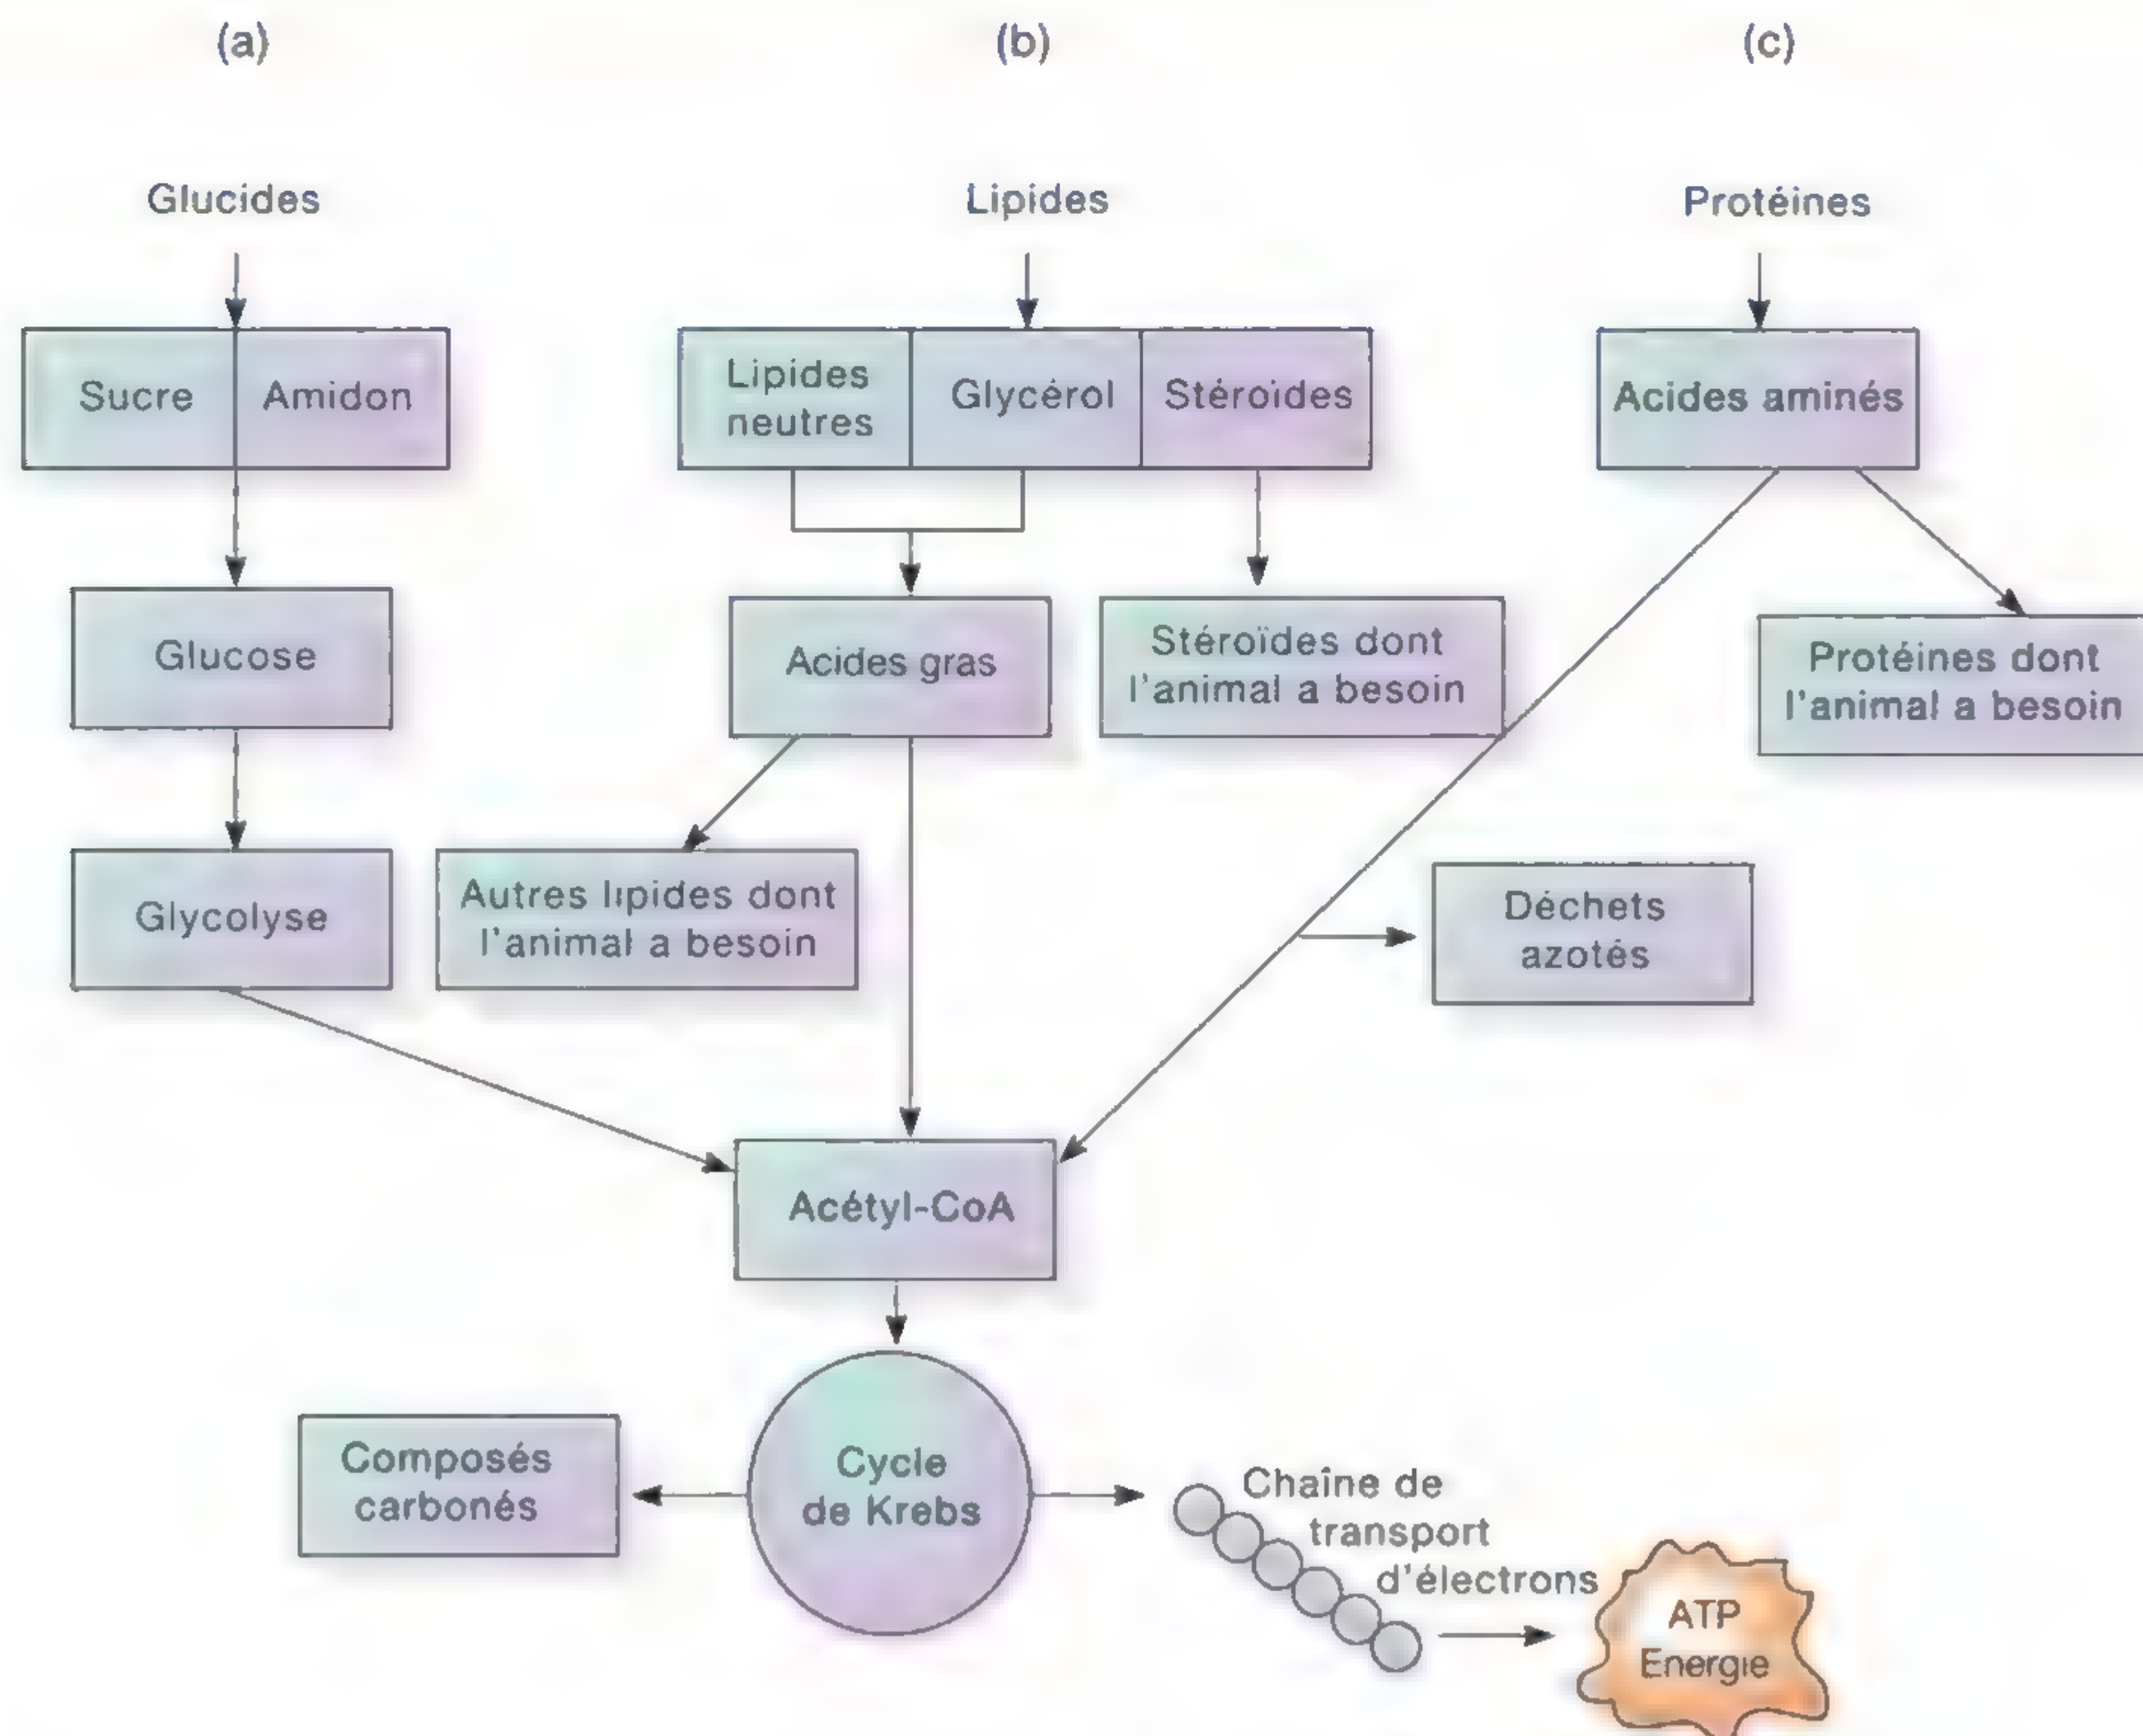 (a)
(b)
(c)
Glucides
Lipides
Protéines
Sucre
Amidon
Lipides
neutres
Glycérol
Stéroïdes
Acides aminés
Glucose
Acides gras
Stéroïdes dont
l'animal a besoin
Protéines dont
l'animal a besoin
Glycolyse
Autres lipides dont
l'animal a besoin
Déchets
azotés
Acétyl-CoA
Composés
carbonés
Cycle
de Krebs
Chaîne de
transport
d'électrons
ATP
Energie